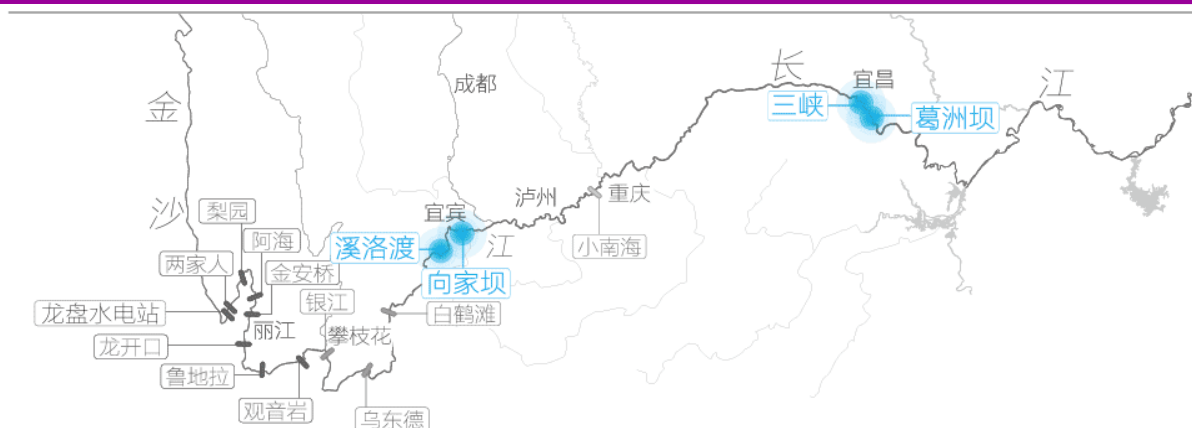 金
沙
江
长
江
成都
宜昌
三峡
葛洲坝
泸州
重庆
宜宾
溪洛渡
向家坝
小南海
梨园
阿海
两家人
金安桥
银江
龙盘水电站
丽江
白鹤滩
攀枝花
龙开口
鲁地拉
观音岩
乌东德